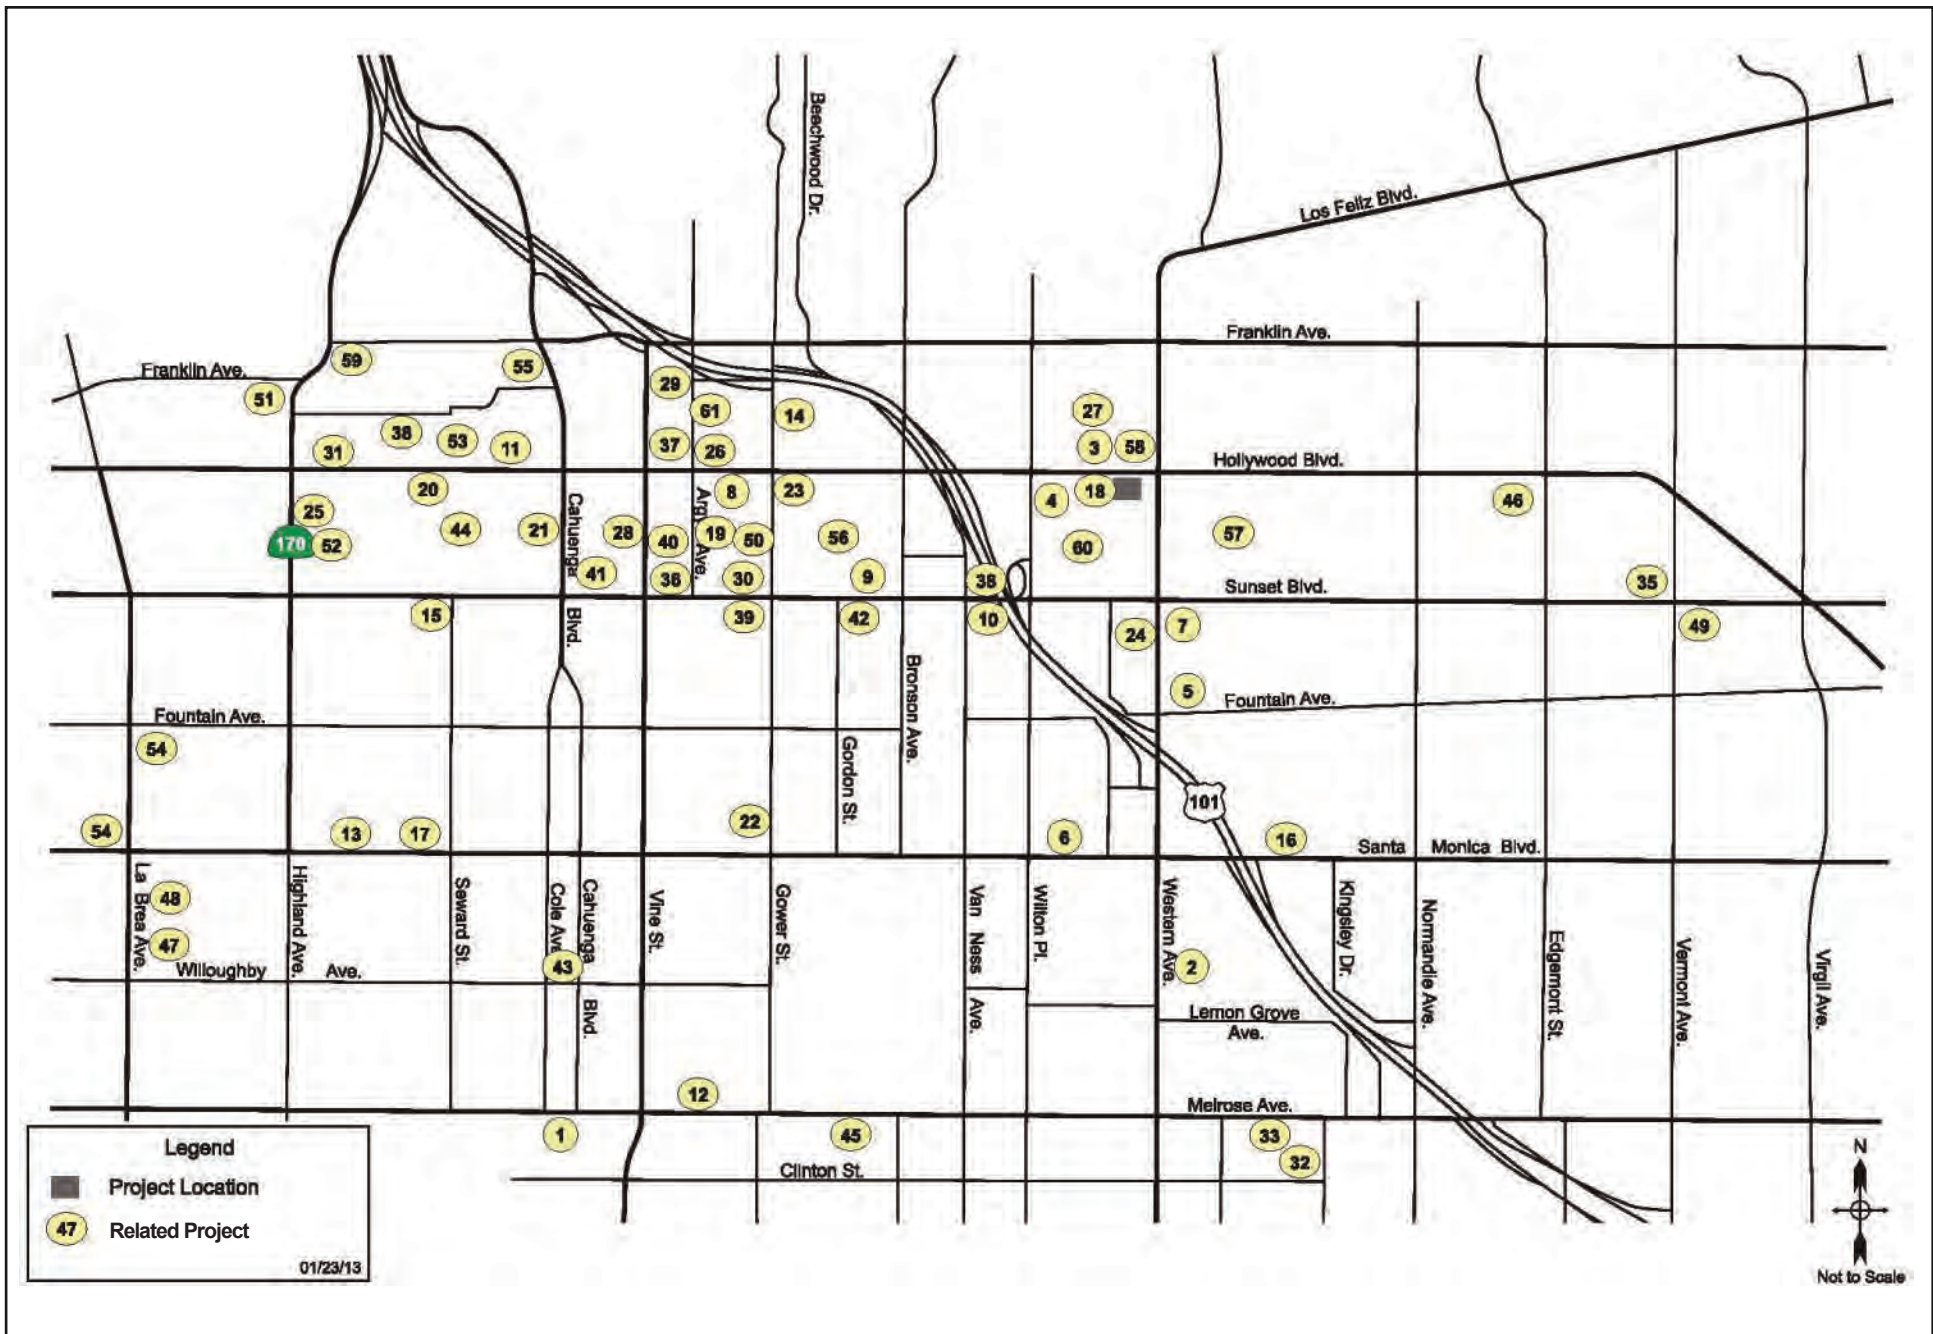 Beechwood Dr.
Los Feliz Blvd.
Franklin Ave.
Franklin Ave.
59
55
51
29
61
14
27
38
53
11
31
37
26
3
58
Hollywood Blvd.
20
8
23
4
18
46
25
44
21
Cahuenga
28
Argyle Ave.
19
40
50
56
60
57
170
52
41
36
30
9
38
35
Sunset Blvd.
15
Blvd.
39
42
10
24
7
49
Bronson Ave.
5
Fountain Ave.
Fountain Ave.
54
Gordon St.
101
54
13
17
22
6
16
Santa Monica Blvd.
La Brea Ave.
48
47
Highland Ave.
Seward St.
Cole Ave.
43
Cahuenga
Blvd.
Vine St.
Gower St.
Van Ness Ave.
Wilton Pl.
Western Ave.
2
Kingsley Dr.
Normandie Ave.
Edgemont St.
Vermont Ave.
Virgil Ave.
Willoughby Ave.
Lemon Grove
Ave.
12
Melrose Ave.
1
45
33
32
Clinton St.
Legend
Project Location
47 Related Project
01/23/13
N
Not to Scale